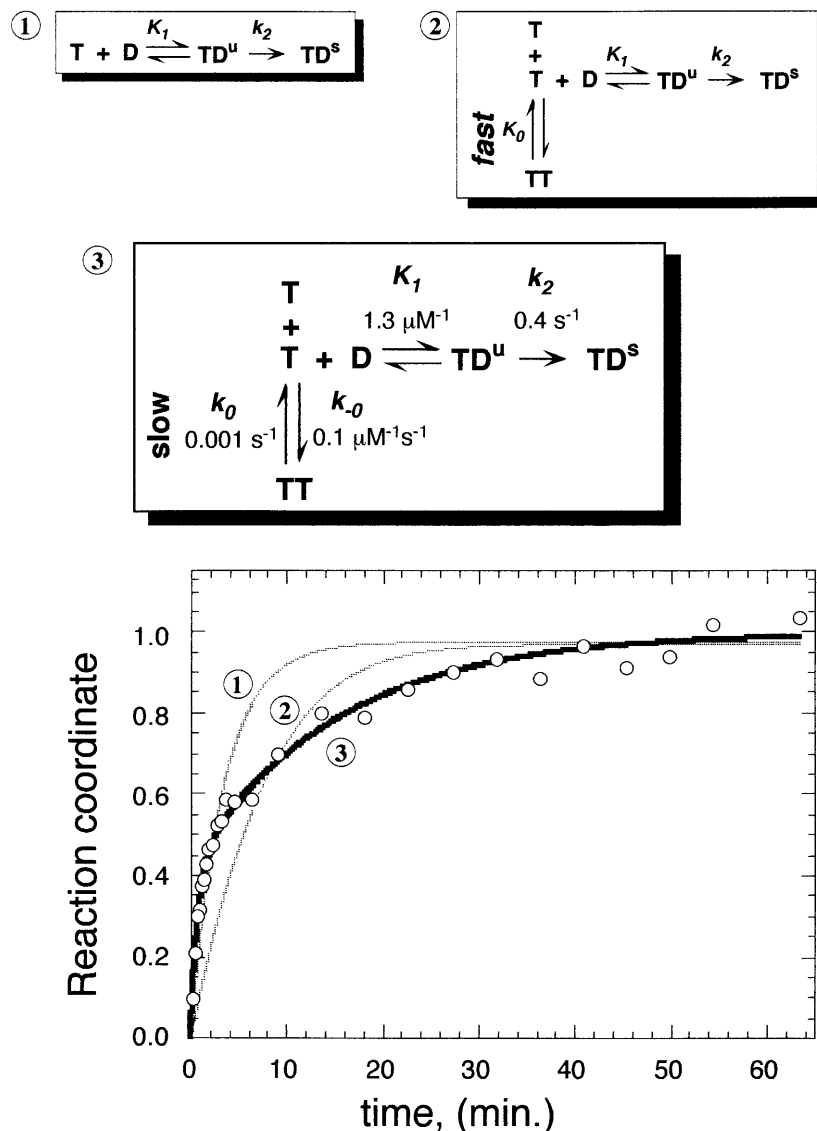 1
K₁ k₂
T + D ⇌ TDᵘ → TDˢ
2
T
+
K₁ k₂
T + D ⇌ TDᵘ → TDˢ
fast
K₀
TT
3
T
+
K₁ k₂
1.3 μM⁻¹ 0.4 s⁻¹
T + D ⇌ TDᵘ → TDˢ
slow
k₀ k₋₀
0.001 s⁻¹ 0.1 μM⁻¹s⁻¹
TT
Reaction coordinate
1.0
0.8
0.6
0.4
0.2
0.0
1
2
3
0 10 20 30 40 50 60
time, (min.)